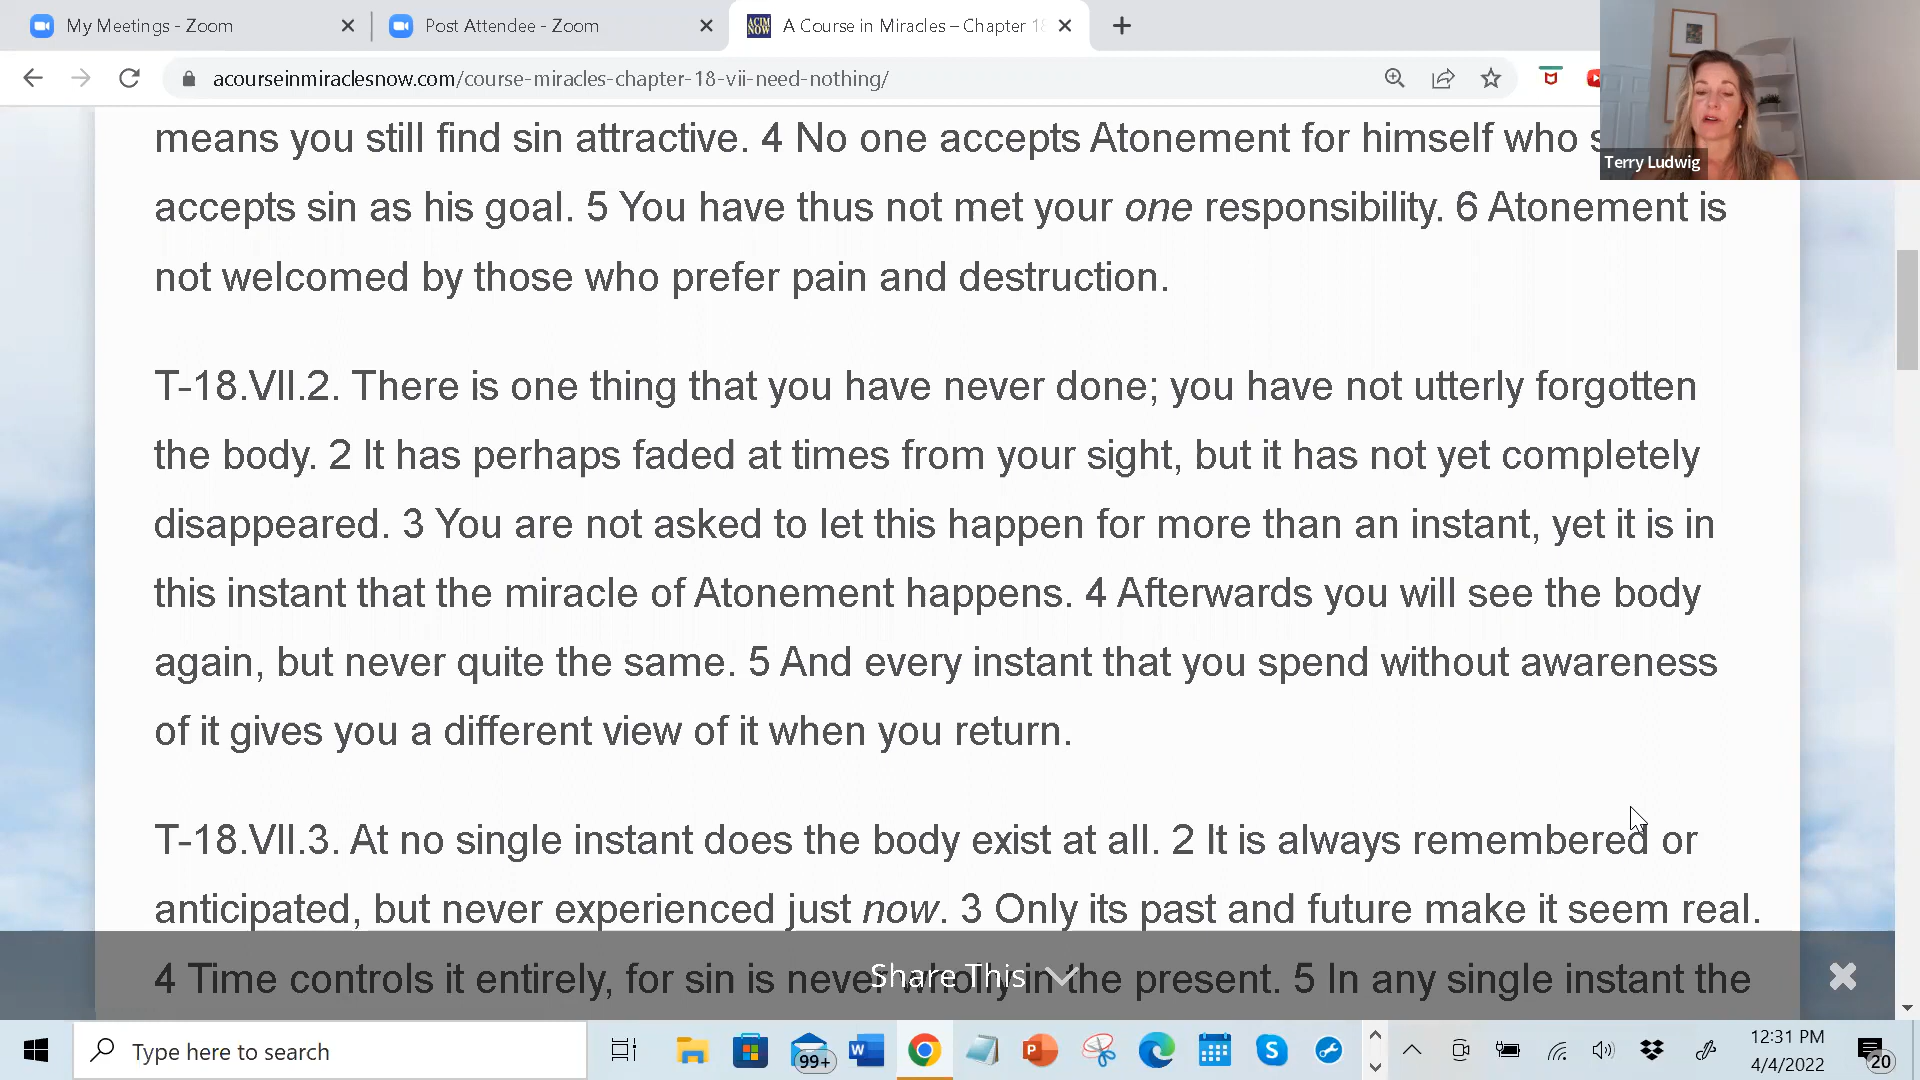 My Meetings - Zoom
Post Attendee - Zoom
ACIM NOW
A Course in Miracles – Chapter 18
acourseinmiraclesnow.com/course-miracles-chapter-18-vii-need-nothing/
Terry Ludwig
means you still find sin attractive. 4 No one accepts Atonement for himself who
accepts sin as his goal. 5 You have thus not met your one responsibility. 6 Atonement is
not welcomed by those who prefer pain and destruction.
T-18.VII.2. There is one thing that you have never done; you have not utterly forgotten
the body. 2 It has perhaps faded at times from your sight, but it has not yet completely
disappeared. 3 You are not asked to let this happen for more than an instant, yet it is in
this instant that the miracle of Atonement happens. 4 Afterwards you will see the body
again, but never quite the same. 5 And every instant that you spend without awareness
of it gives you a different view of it when you return.
T-18.VII.3. At no single instant does the body exist at all. 2 It is always remembered or
anticipated, but never experienced just now. 3 Only its past and future make it seem real.
4 Time controls it entirely, for sin is never wholly in the present. 5 In any single instant the
Share This
Type here to search
99+
12:31 PM
4/4/2022
20